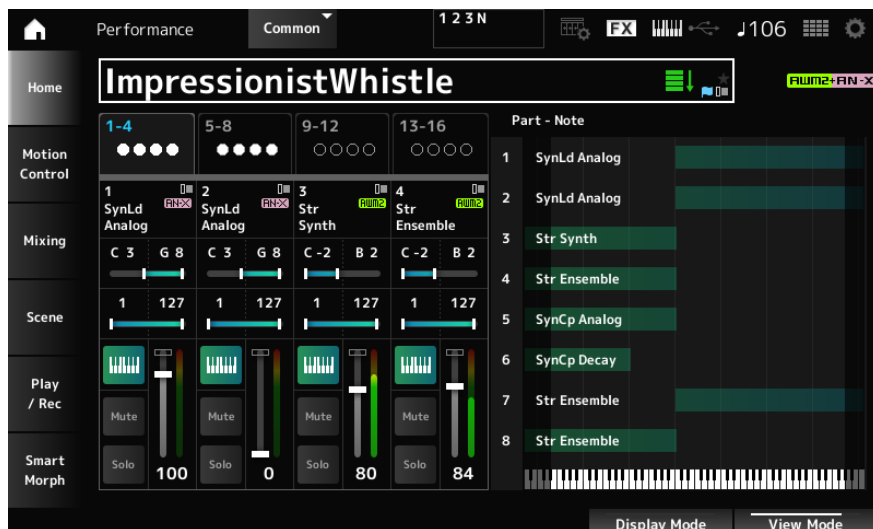 Performance
Common
1 2 3 N
FX
♩106
Home
ImpressionistWhistle
AWM2+AN-X
1-4
5-8
9-12
13-16
Part - Note
Motion
Control
1
SynLd
Analog
AN-X
2
SynLd
Analog
AN-X
3
Str
Synth
AWM2
4
Str
Ensemble
AWM2
C 3
G 8
C 3
G 8
C -2
B 2
C -2
B 2
1
127
1
127
1
127
1
127
Mixing
Scene
Play
/ Rec
Smart
Morph
Mute
Mute
Mute
Mute
Solo
100
Solo
0
Solo
80
Solo
84
1 SynLd Analog
2 SynLd Analog
3 Str Synth
4 Str Ensemble
5 SynCp Analog
6 SynCp Decay
7 Str Ensemble
8 Str Ensemble
Display Mode
View Mode